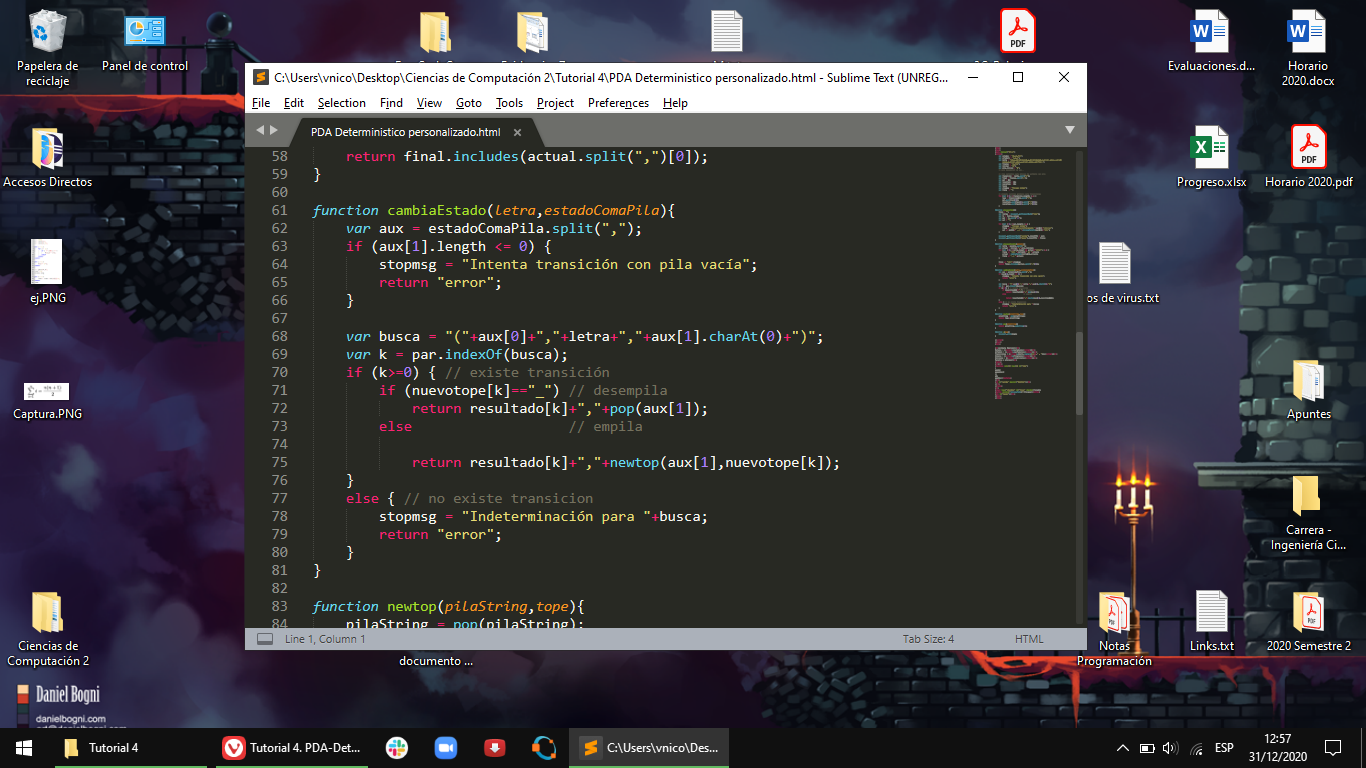 Papelera de
reciclaje
Panel de control
Evaluaciones.d...
Horario
2020.docx
Accesos Directos
Progreso.xlsx
Horario 2020.pdf
ej.PNG
os de virus.txt
Captura.PNG
Apuntes
Carrera -
Ingeniería Ci...
Ciencias de
Computación 2
documento ...
Notas
Programación
Links.txt
2020 Semestre 2
Daniel Bogni
danielbogni.com
C:\Users\vnico\Desktop\Ciencias de Computación 2\Tutorial 4\PDA Deterministico personalizado.html - Sublime Text (UNREG...
File Edit Selection Find View Goto Tools Project Preferences Help
PDA Deterministico personalizado.html
58 return final.includes(actual.split(",")[0]);
59 }
60
61 function cambiaEstado(letra,estadoComaPila){
62 var aux = estadoComaPila.split(",");
63 if (aux[1].length <= 0) {
64 stopmsg = "Intenta transición con pila vacía";
65 return "error";
66 }
67
68 var busca = "("+aux[0]+","+letra+","+aux[1].charAt(0)+")";
69 var k = par.indexOf(busca);
70 if (k>=0) { // existe transición
71 if (nuevotope[k]=="_") // desempila
72 return resultado[k]+","+pop(aux[1]);
73 else // empila
74
75 return resultado[k]+","+newtop(aux[1],nuevotope[k]);
76 }
77 else { // no existe transicion
78 stopmsg = "Indeterminación para "+busca;
79 return "error";
80 }
81 }
82
83 function newtop(pilaString,tope){
84 pilaString = pop(pilaString);
Line 1, Column 1
Tab Size: 4
HTML
Tutorial 4
Tutorial 4. PDA-Det...
C:\Users\vnico\Des...
ESP
12:57
31/12/2020